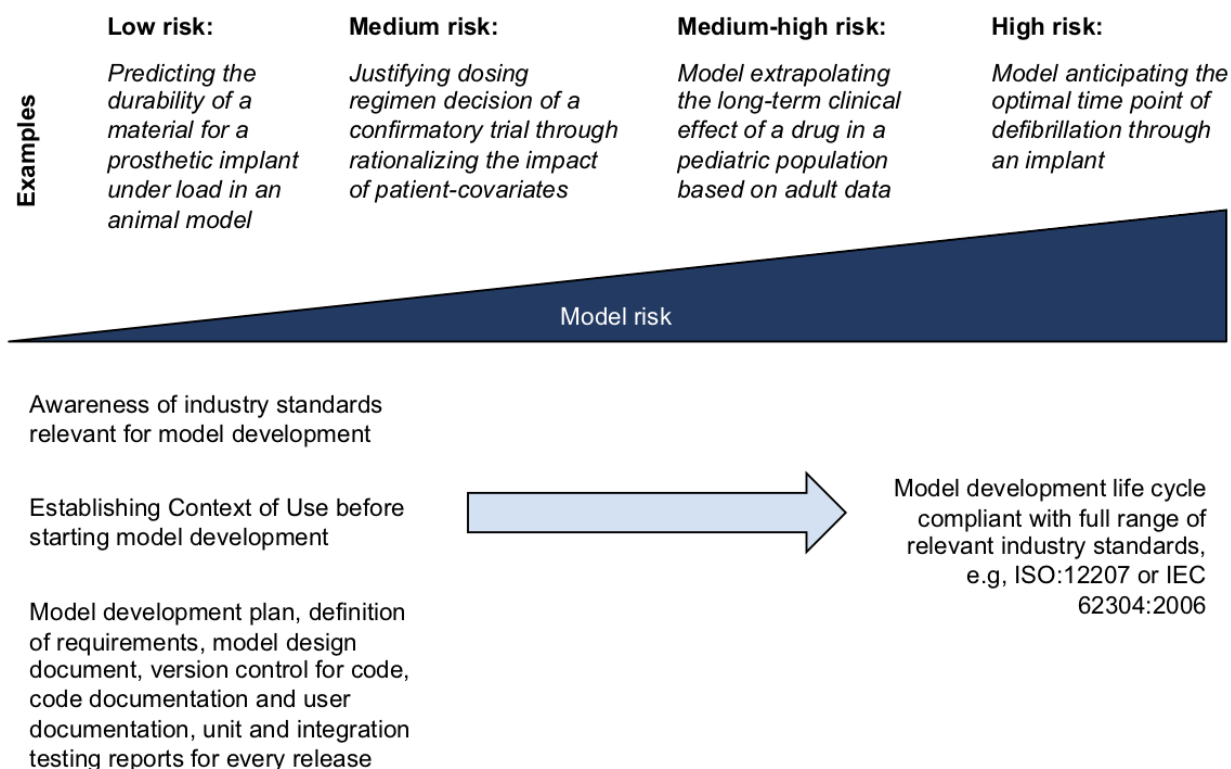 Examples
Low risk:
Predicting the
durability of a
material for a
prosthetic implant
under load in an
animal model
Medium risk:
Justifying dosing
regimen decision of a
confirmatory trial through
rationalizing the impact
of patient-covariates
Medium-high risk:
Model extrapolating
the long-term clinical
effect of a drug in a
pediatric population
based on adult data
High risk:
Model anticipating the
optimal time point of
defibrillation through
an implant
Model risk
Awareness of industry standards
relevant for model development
Establishing Context of Use before
starting model development
Model development plan, definition
of requirements, model design
document, version control for code,
code documentation and user
documentation, unit and integration
testing reports for every release
Model development life cycle
compliant with full range of
relevant industry standards,
e.g, ISO:12207 or IEC
62304:2006